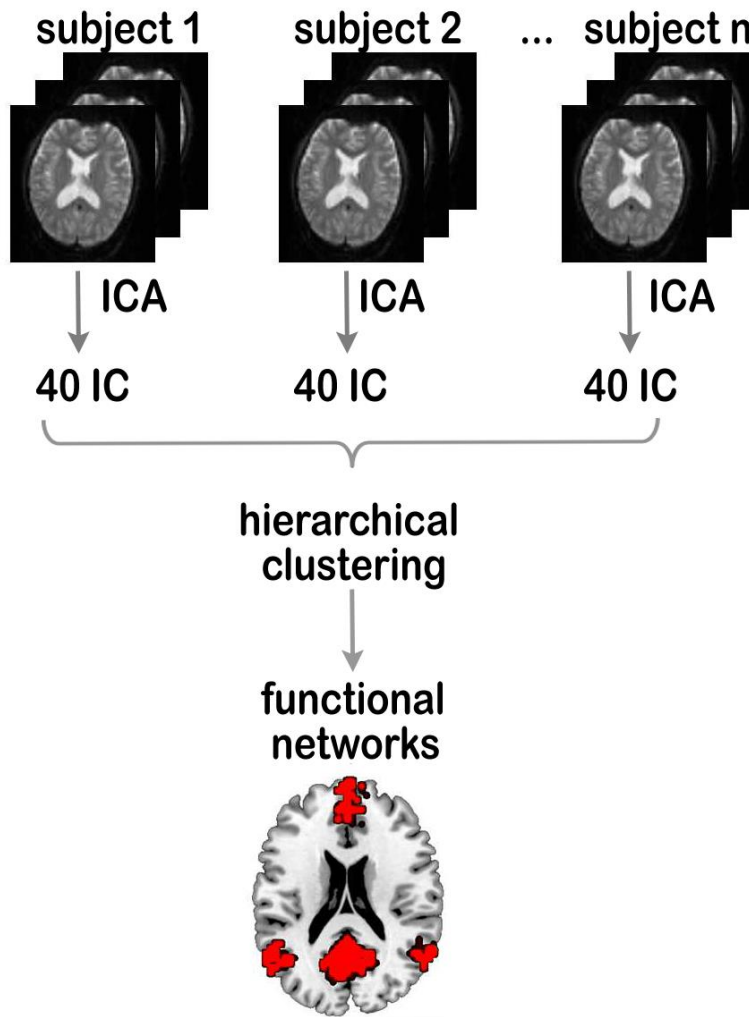 subject 1 subject 2 ... subject n
ICA ICA ICA
40 IC 40 IC 40 IC
hierarchical
clustering
functional
networks